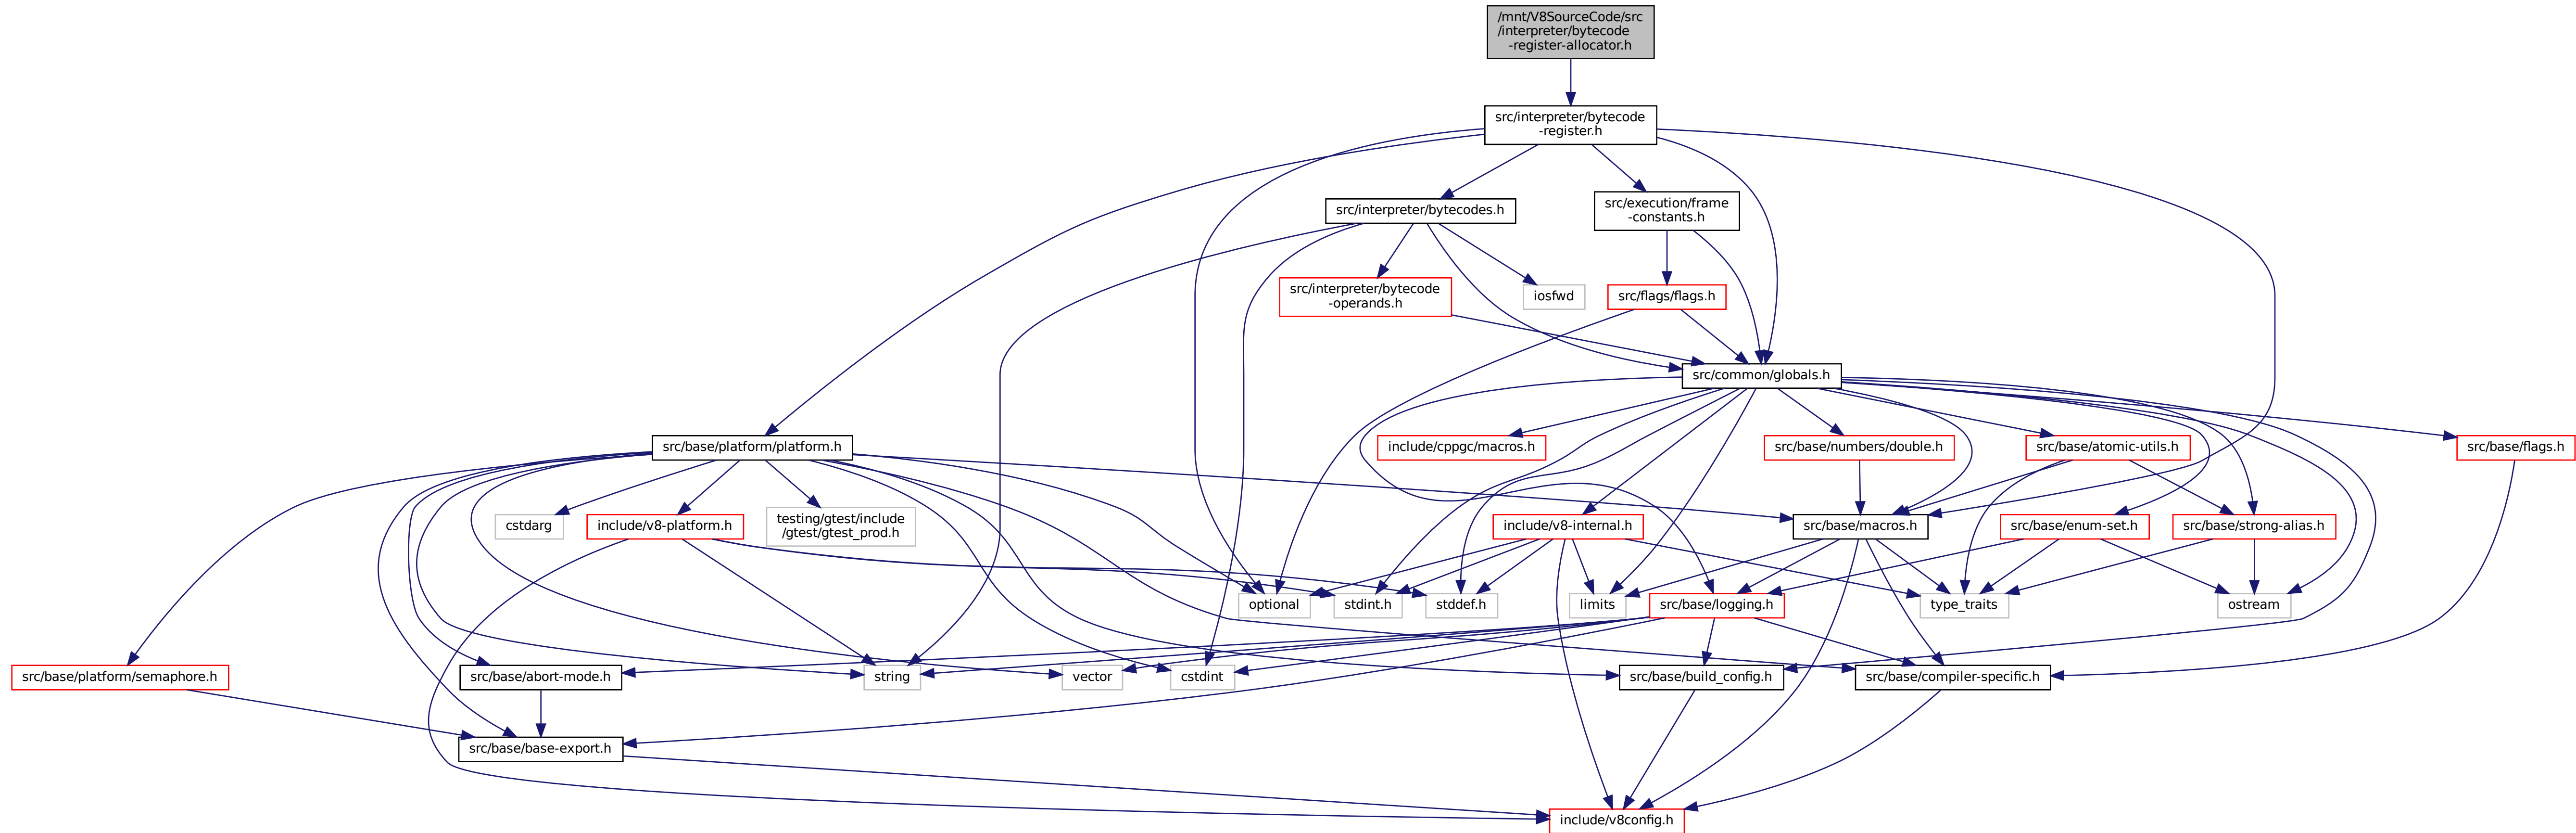 /mnt/V8SourceCode/src
/interpreter/bytecode
-register-allocator.h
src/interpreter/bytecode
-register.h
src/interpreter/bytecodes.h
src/execution/frame
-constants.h
src/interpreter/bytecode
-operands.h
iosfwd
src/flags/flags.h
src/common/globals.h
src/base/platform/platform.h
include/cppgc/macros.h
src/base/numbers/double.h
src/base/atomic-utils.h
src/base/flags.h
cstdarg
include/v8-platform.h
testing/gtest/include
/gtest/gtest_prod.h
include/v8-internal.h
src/base/macros.h
src/base/enum-set.h
src/base/strong-alias.h
optional
stdint.h
stddef.h
limits
src/base/logging.h
type_traits
ostream
src/base/platform/semaphore.h
src/base/abort-mode.h
string
vector
cstdint
src/base/build_config.h
src/base/compiler-specific.h
src/base/base-export.h
include/v8config.h